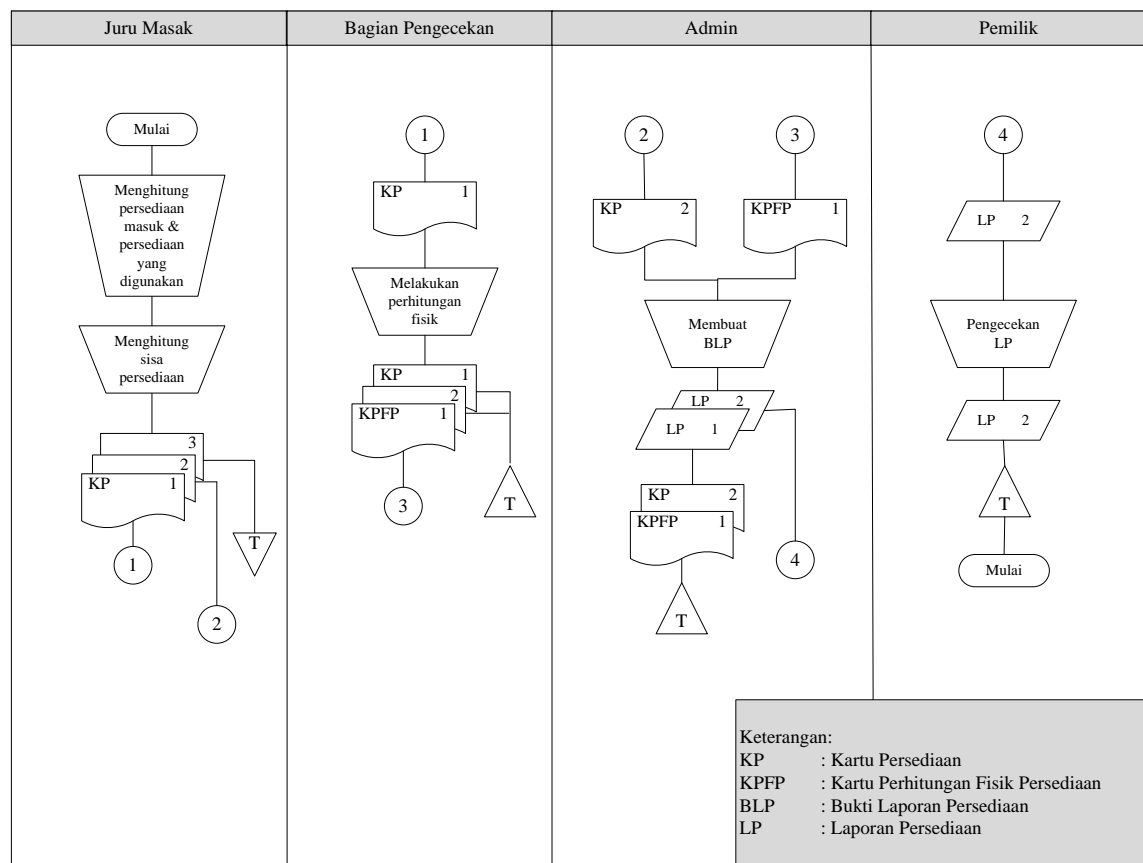 Juru Masak
Bagian Pengecekan
Admin
Pemilik
Mulai
Menghitung
persediaan
masuk &
persediaan
yang
digunakan
Menghitung
sisa
persediaan
3
2
KP 1
T
1
2
1
KP 1
Melakukan
perhitungan
fisik
KP 1
2
KPFP 1
3
T
2
3
KP 2
KPFP 1
Membuat
BLP
LP 2
LP 1
KP 2
KPFP 1
4
T
4
LP 2
Pengecekan
LP
LP 2
T
Mulai
Keterangan:
KP : Kartu Persediaan
KPFP : Kartu Perhitungan Fisik Persediaan
BLP : Bukti Laporan Persediaan
LP : Laporan Persediaan